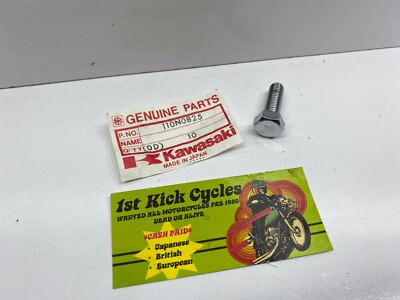 GENUINE PARTS
P.NO. 110N0825
NAME
Q'TY (0D) 10
Kawasaki
MADE IN JAPAN
1st Kick Cycles
WANTED ALL MOTORCYCLES PRE 1980
DEAD OR ALIVE
CASH PAID
Japanese
British
European